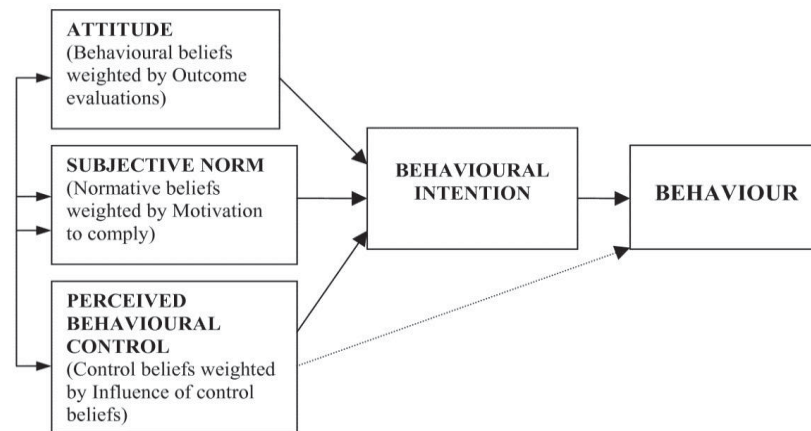 ATTITUDE
(Behavioural beliefs
weighted by Outcome
evaluations)
SUBJECTIVE NORM
(Normative beliefs
weighted by Motivation
to comply)
PERCEIVED
BEHAVIOURAL
CONTROL
(Control beliefs weighted
by Influence of control
beliefs)
BEHAVIOURAL
INTENTION
BEHAVIOUR